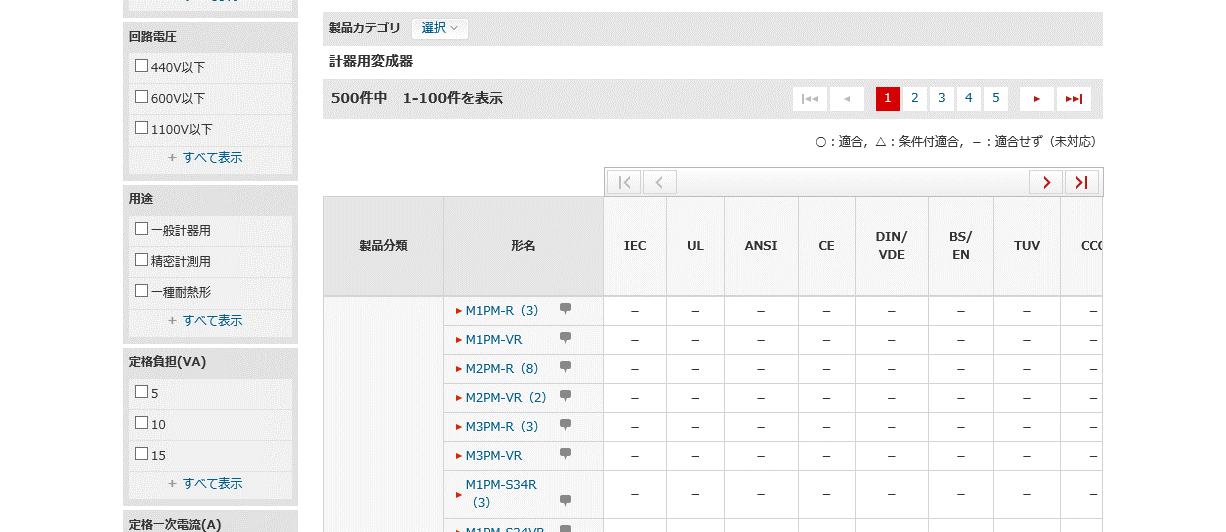 回路電圧
440V以下
600V以下
1100V以下
+ すべて表示
用途
一般計器用
精密計測用
一種耐熱形
+ すべて表示
定格負担(VA)
5
10
15
+ すべて表示
定格一次電流(A)
製品カテゴリ 選択
計器用変成器
500件中 1-100件を表示 1 2 3 4 5
○：適合，△：条件付適合，−：適合せず（未対応）
製品分類 形名 IEC UL ANSI CE DIN/VDE BS/EN TUV CCC
M1PM-R（3） − − − − − − − −
M1PM-VR − − − − − − − −
M2PM-R（8） − − − − − − − −
M2PM-VR（2） − − − − − − − −
M3PM-R（3） − − − − − − − −
M3PM-VR − − − − − − − −
M1PM-S34R（3） − − − − − − − −
M1PM-S34VR